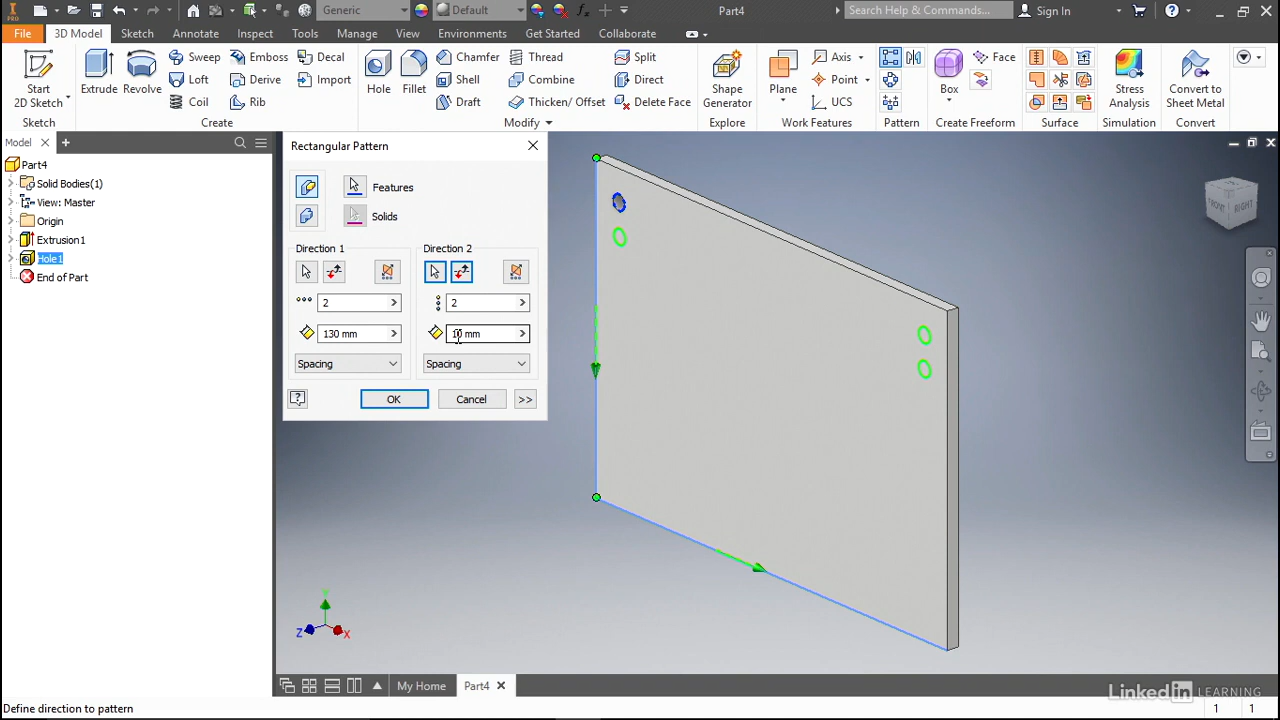 PRO
Generic
Default
Part4
Search Help & Commands...
Sign In
File
3D Model
Sketch
Annotate
Inspect
Tools
Manage
View
Environments
Get Started
Collaborate
Start
2D Sketch
Extrude
Revolve
Sweep
Loft
Coil
Emboss
Derive
Rib
Decal
Import
Hole
Fillet
Chamfer
Shell
Draft
Thread
Combine
Thicken/ Offset
Split
Direct
Delete Face
Shape
Generator
Plane
Axis
Point
UCS
Box
Face
Stress
Analysis
Convert to
Sheet Metal
Sketch
Create
Modify
Explore
Work Features
Pattern
Create Freeform
Surface
Simulation
Convert
Model
Part4
Solid Bodies(1)
View: Master
Origin
Extrusion1
Hole1
End of Part
Rectangular Pattern
Features
Solids
Direction 1
Direction 2
2
2
130 mm
10 mm
Spacing
Spacing
OK
Cancel
>>
FRONT
RIGHT
Y
Z
X
My Home
Part4
LinkedIn LEARNING
Define direction to pattern
1
1